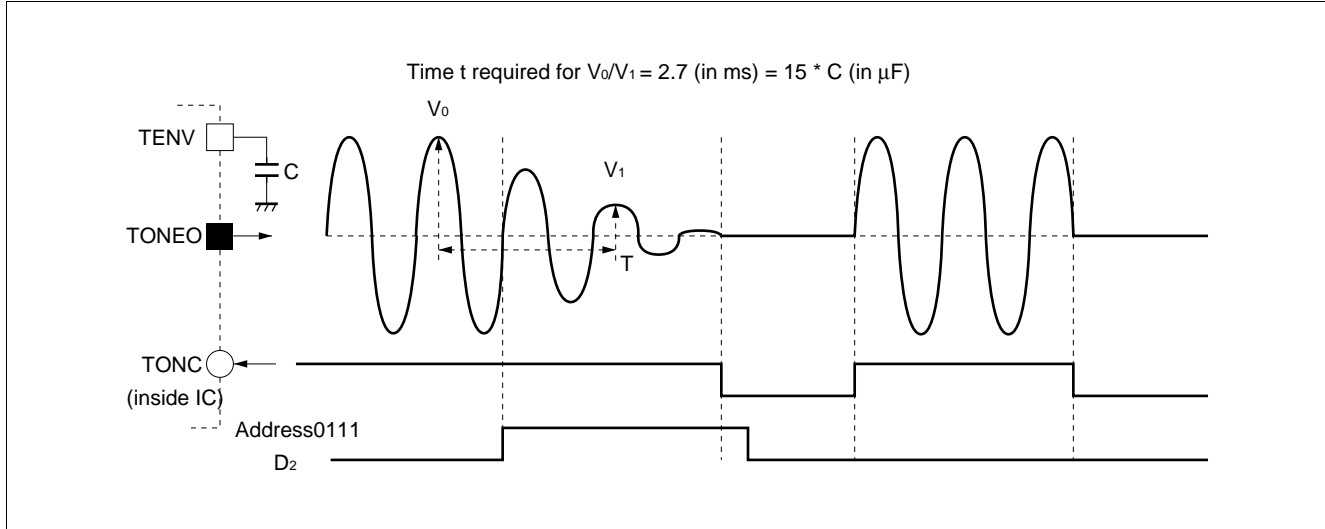 Time t required for V0/V1 = 2.7 (in ms) = 15 * C (in μF)
V0
TENV
C
V1
TONEO
T
TONC
(inside IC)
Address0111
D2